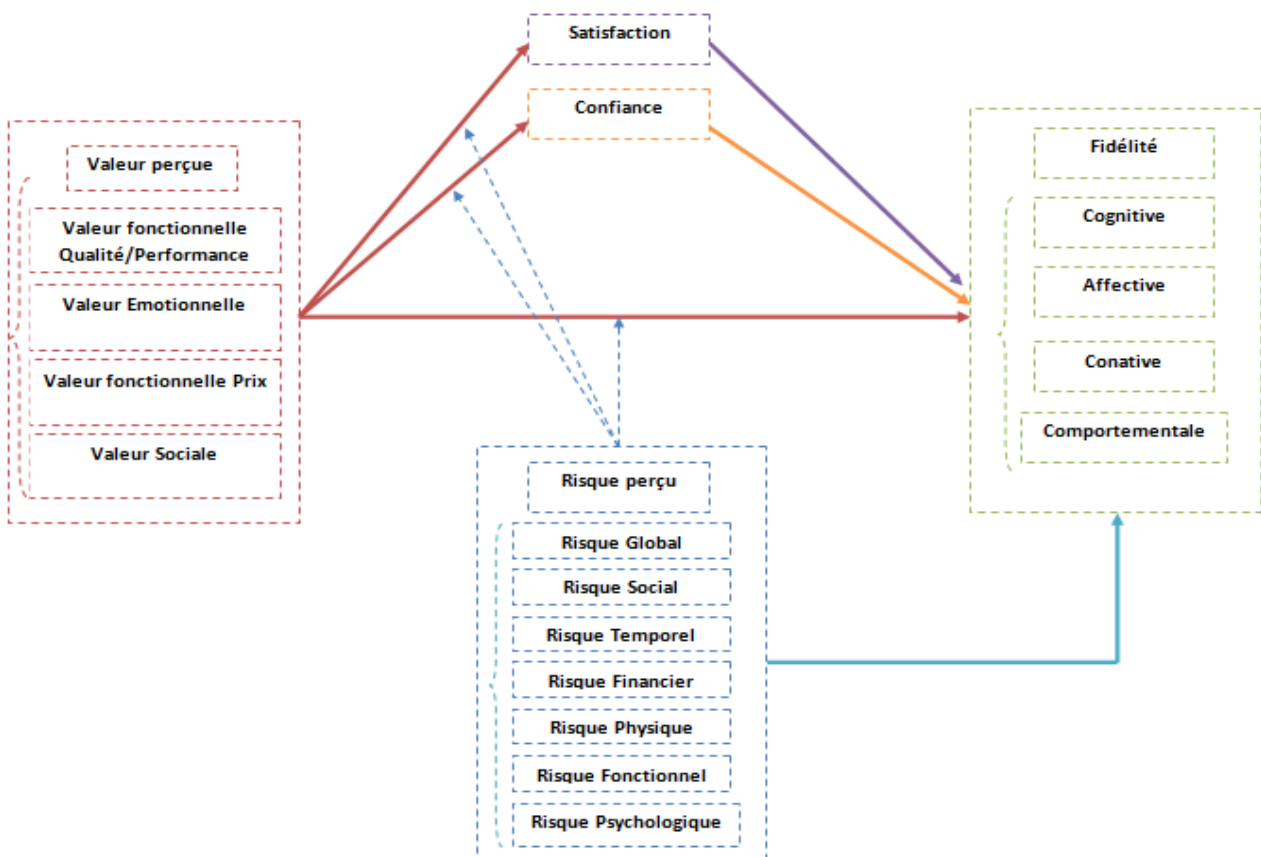 Satisfaction
Confiance
Valeur perçue
Valeur fonctionnelle
Qualité/Performance
Valeur Emotionnelle
Valeur fonctionnelle Prix
Valeur Sociale
Fidélité
Cognitive
Affective
Conative
Comportementale
Risque perçu
Risque Global
Risque Social
Risque Temporel
Risque Financier
Risque Physique
Risque Fonctionnel
Risque Psychologique